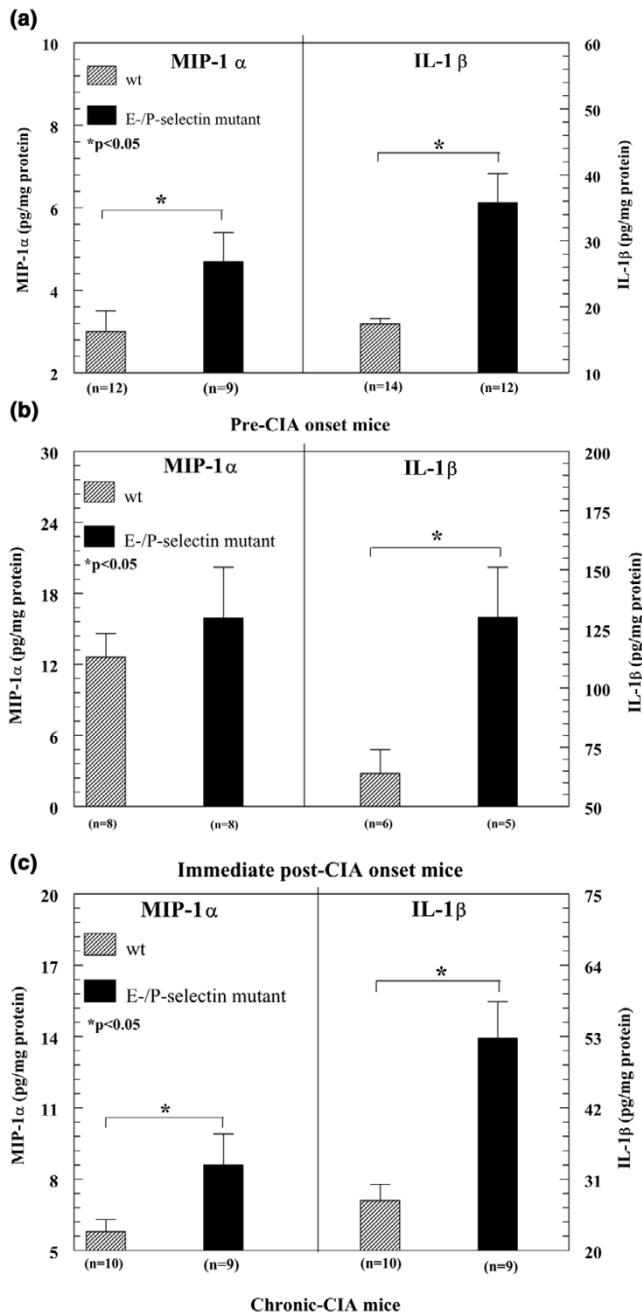 (a)
MIP-1 α
IL-1 β
wt
E-/P-selectin mutant
*p<0.05
*
*
MIP-1α (pg/mg protein)
10
8
6
4
2
IL-1β (pg/mg protein)
60
50
40
30
20
10
(n=12)
(n=9)
(n=14)
(n=12)
Pre-CIA onset mice
(b)
MIP-1α
IL-1β
wt
E-/P-selectin mutant
*p<0.05
*
MIP-1α (pg/mg protein)
30
24
18
12
6
0
IL-1β (pg/mg protein)
200
175
150
125
100
75
50
(n=8)
(n=8)
(n=6)
(n=5)
Immediate post-CIA onset mice
(c)
MIP-1α
IL-1β
wt
E-/P-selectin mutant
*p<0.05
*
*
MIP-1α (pg/mg protein)
20
17
14
11
8
5
IL-1β (pg/mg protein)
75
64
53
42
31
20
(n=10)
(n=9)
(n=10)
(n=9)
Chronic-CIA mice